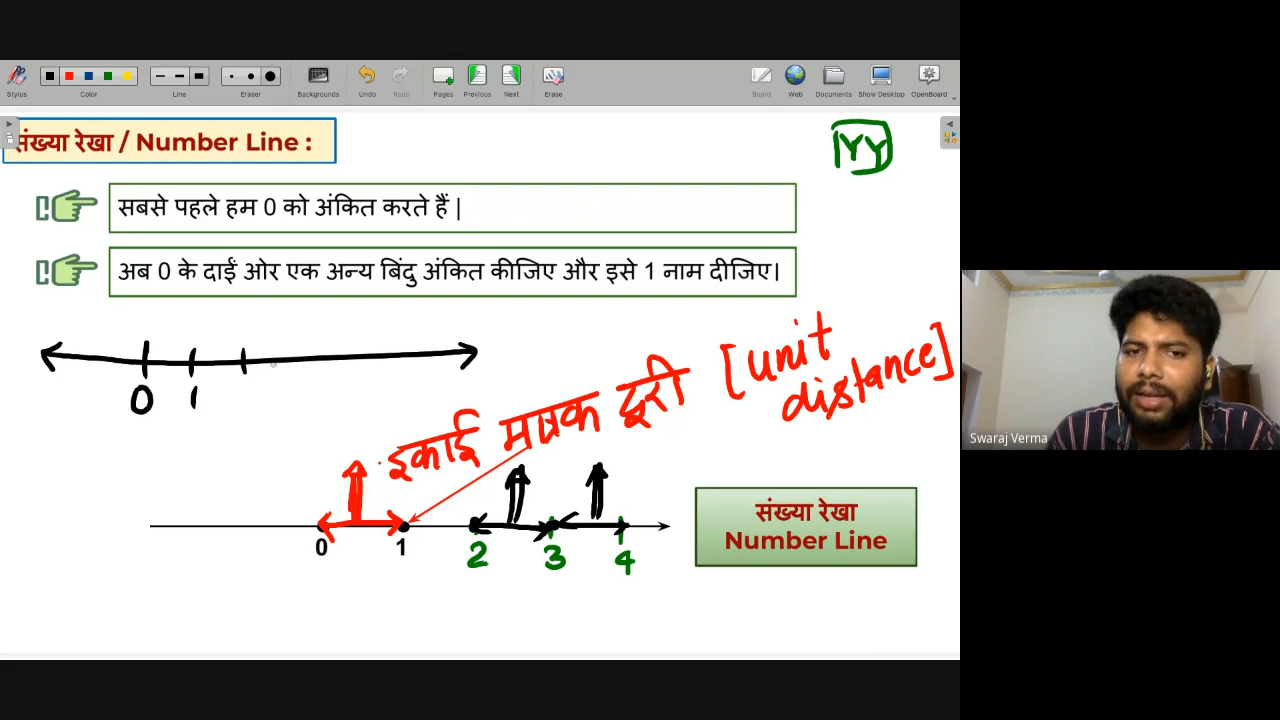 Stylus
Color
Line
Eraser
Backgrounds
Undo
Redo
Pages
Previous
Next
Erase
Board
Web
Documents
Show Desktop
OpenBoard
संख्या रेखा / Number Line :
YY
सबसे पहले हम 0 को अंकित करते हैं |
अब 0 के दाईं ओर एक अन्य बिंदु अंकित कीजिए और इसे 1 नाम दीजिए।
0 1
इकाई मात्रक दूरी [unit distance]
0 1 2 3 4
संख्या रेखा
Number Line
Swaraj Verma